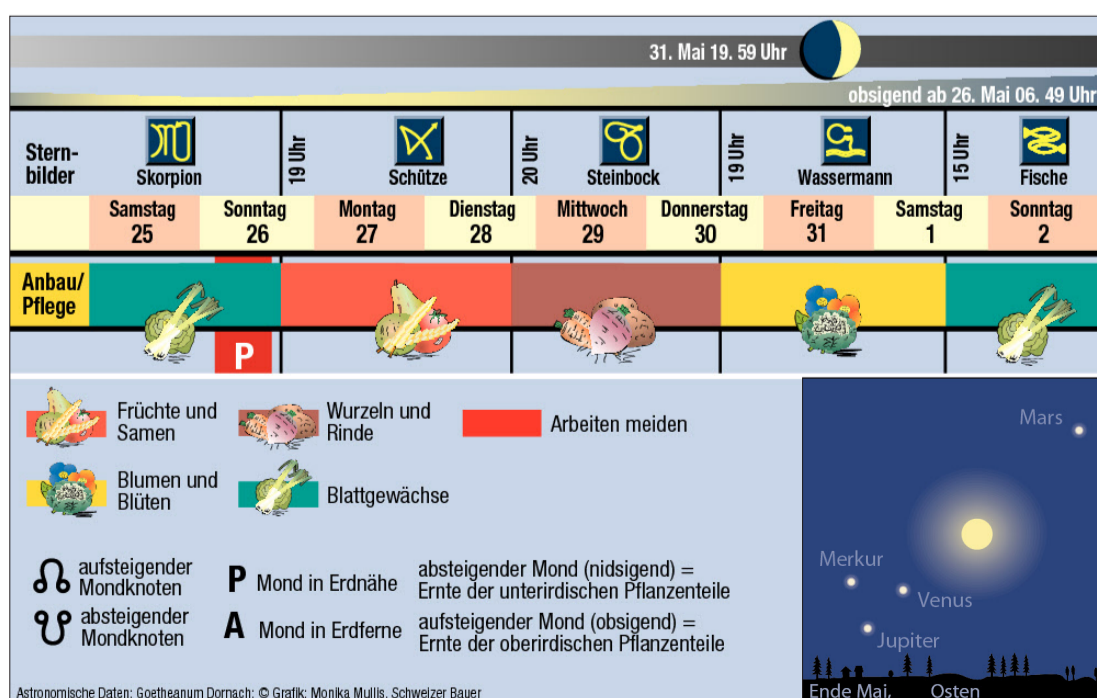 31. Mai 19. 59 Uhr
obsigend ab 26. Mai 06. 49 Uhr
Stern-
bilder
Skorpion
19 Uhr
Schütze
20 Uhr
Steinbock
19 Uhr
Wassermann
15 Uhr
Fische
Samstag
25
Sonntag
26
Montag
27
Dienstag
28
Mittwoch
29
Donnerstag
30
Freitag
31
Samstag
1
Sonntag
2
Anbau/
Pflege
P
Früchte und
Samen
Wurzeln und
Rinde
Arbeiten meiden
Blumen und
Blüten
Blattgewächse
aufsteigender
Mondknoten
absteigender
Mondknoten
P Mond in Erdnähe
A Mond in Erdferne
absteigender Mond (nidsigend) =
Ernte der unterirdischen Pflanzenteile
aufsteigender Mond (obsigend) =
Ernte der oberirdischen Pflanzenteile
Mars
Merkur
Venus
Jupiter
Ende Mai, Osten
Astronomische Daten: Goetheanum Dornach; © Grafik: Monika Mullis, Schweizer Bauer